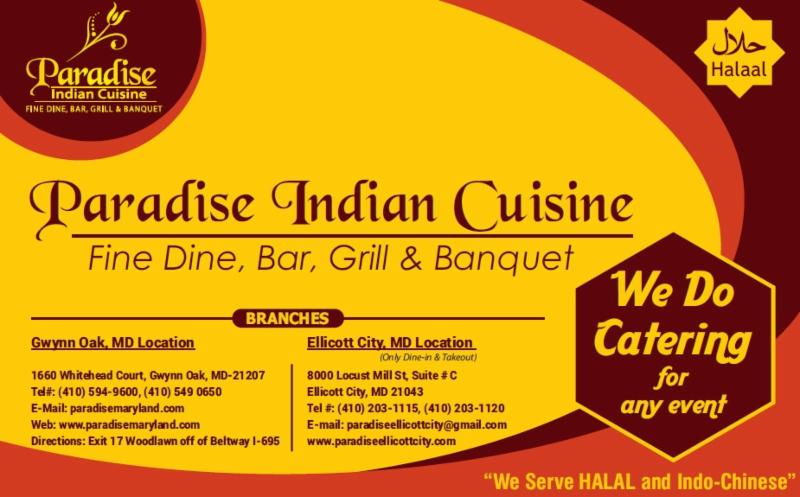 Paradise
Indian Cuisine
FINE DINE, BAR, GRILL & BANQUET
حلال
Halaal
Paradise Indian Cuisine
Fine Dine, Bar, Grill & Banquet
We Do
Catering
for
any event
BRANCHES
Gwynn Oak, MD Location
1660 Whitehead Court, Gwynn Oak, MD-21207
Tel#: (410) 594-9600, (410) 549 0650
E-Mail: paradisemaryland.com
Web: www.paradisemaryland.com
Directions: Exit 17 Woodlawn off of Beltway I-695
Ellicott City, MD Location
(Only Dine-in & Takeout)
8000 Locust Mill St, Suite # C
Ellicott City, MD 21043
Tel #: (410) 203-1115, (410) 203-1120
E-mail: paradiseellicottcity@gmail.com
www.paradiseellicottcity.com
“We Serve HALAL and Indo-Chinese”